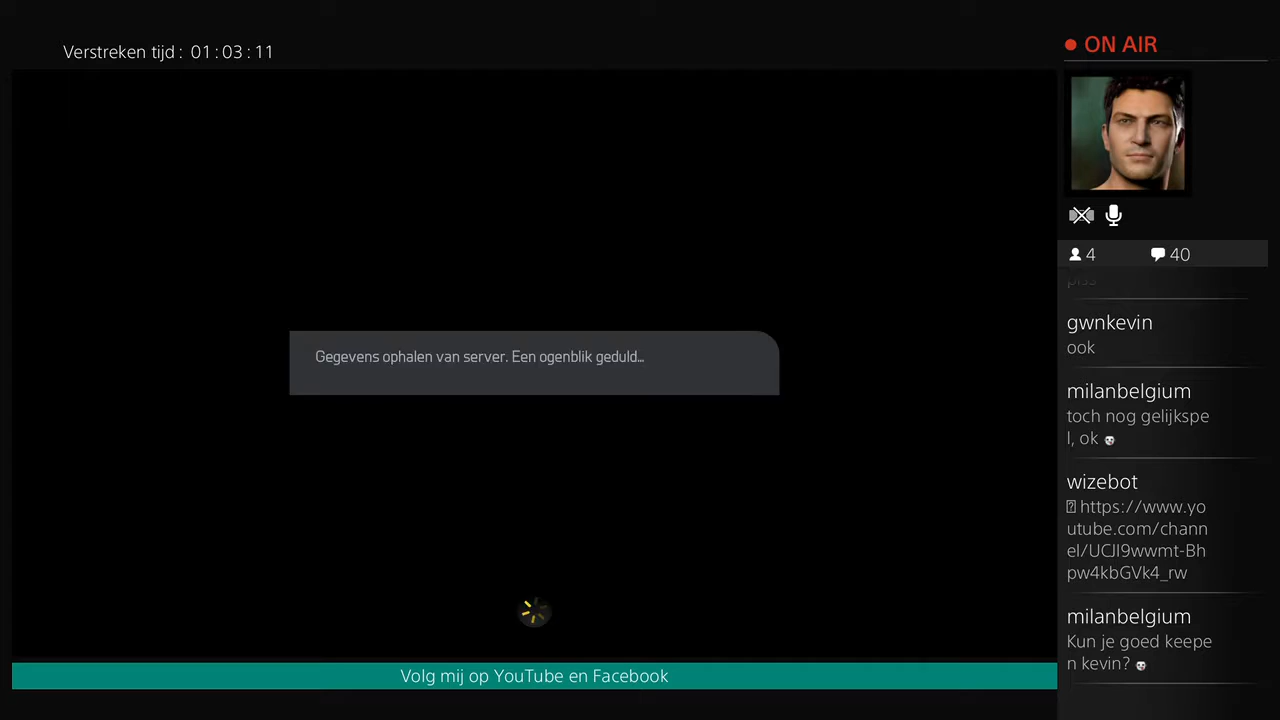 Verstreken tijd : 01 : 03 : 11
ON AIR
4 40
gwnkevin
ook
milanbelgium
toch nog gelijkspe
l, ok
wizebot
https://www.yo
utube.com/chann
el/UCJI9wwmt-Bh
pw4kbGVk4_rw
milanbelgium
Kun je goed keepe
n kevin?
Gegevens ophalen van server. Een ogenblik geduld...
Volg mij op YouTube en Facebook